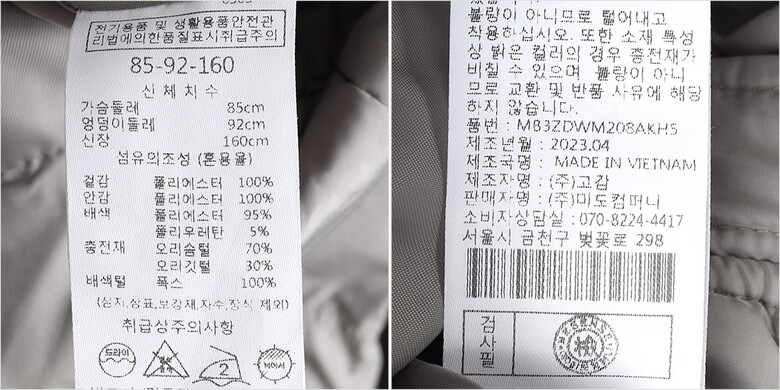 전기용품 및 생활용품안전관
리법에의한품질표시취급주의
85-92-160
신 체 치 수
가슴둘레 85cm
엉덩이둘레 92cm
신장 160cm
섬유의조성 (혼용율)
겉감 폴리에스터 100%
안감 폴리에스터 100%
배색 폴리에스터 95%
폴리우레탄 5%
충전재 오리솜털 70%
오리깃털 30%
배색털 폭스 100%
(심지,상표,보강재,자수,장식 제외)
취급상주의사항
드라이
2
뉘어서
불량이 아니므로 털어내고
착용하십시오. 또한 소재 특성
상 밝은 컬러의 경우 충전재가
비칠 수 있으며 불량이 아니
므로 교환 및 반품 사유에 해당
하지 않습니다.
품번 : MB3ZDWM208AKH5
제조년월 : 2023.04
제조국명 : MADE IN VIETNAM
제조자명 : (주)고감
판매자명 : (주)미도컴퍼니
소비자상담실 : 070-8224-4417
서울시 금천구 벚꽃로 298
검사필